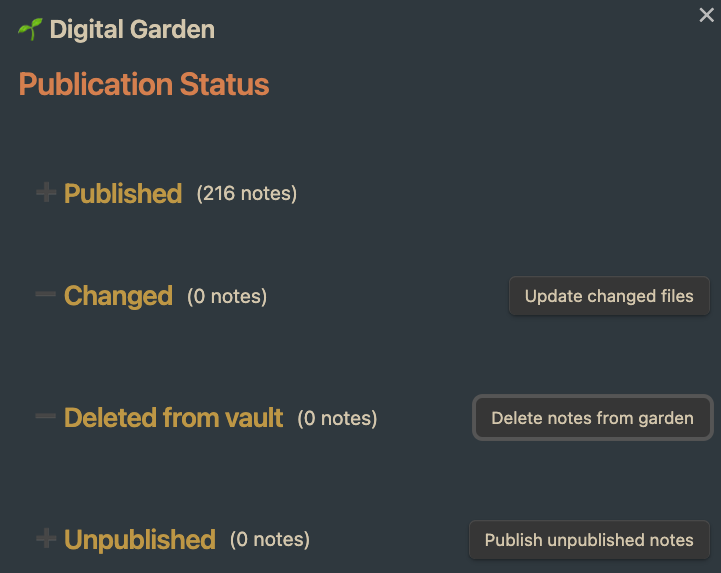 🌱 Digital Garden
Publication Status
Published (216 notes)
Changed (0 notes) Update changed files
Deleted from vault (0 notes) Delete notes from garden
Unpublished (0 notes) Publish unpublished notes